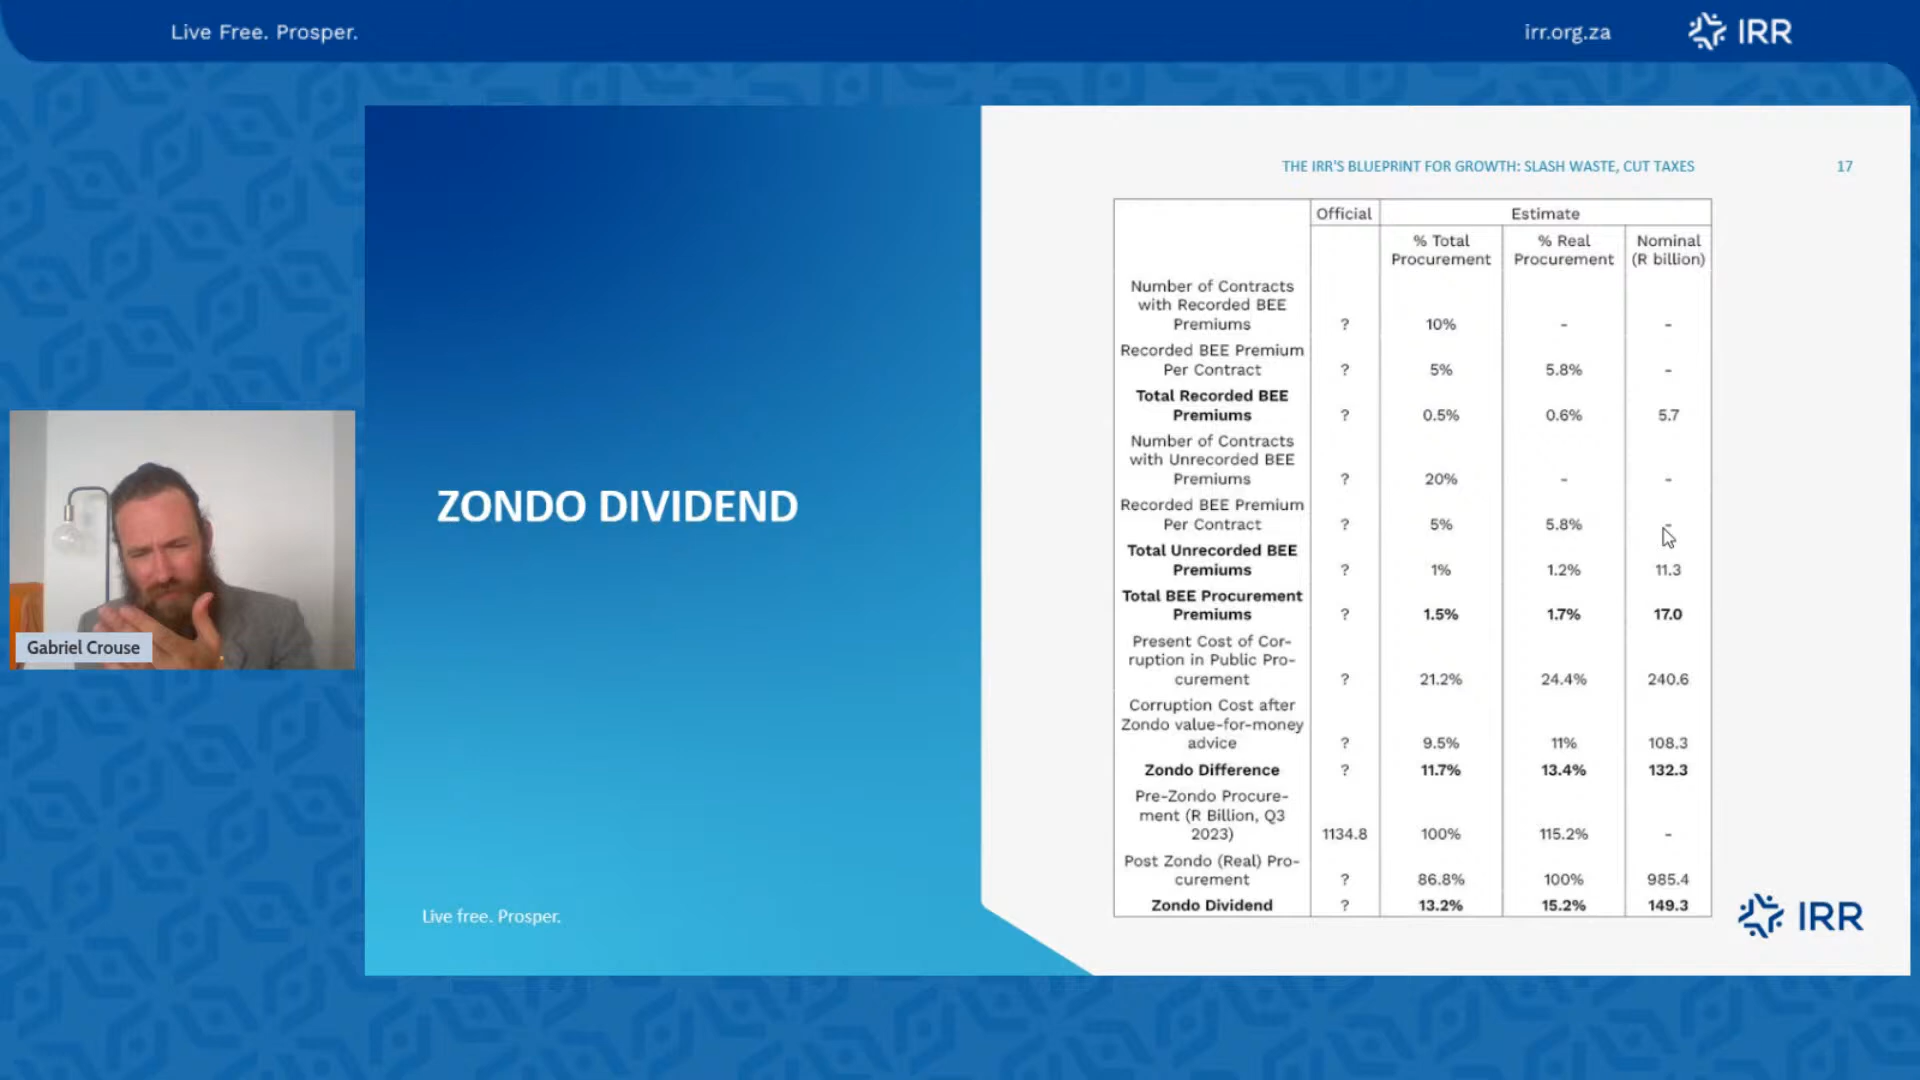 Live Free. Prosper.
irr.org.za
IRR
THE IRR'S BLUEPRINT FOR GROWTH: SLASH WASTE, CUT TAXES
17
ZONDO DIVIDEND
Live free. Prosper.
Gabriel Crouse
Official Estimate
% Total % Real Nominal
Procurement Procurement (R billion)
Number of Contracts
with Recorded BEE
Premiums ? 10% - -
Recorded BEE Premium
Per Contract ? 5% 5.8% -
Total Recorded BEE
Premiums ? 0.5% 0.6% 5.7
Number of Contracts
with Unrecorded BEE
Premiums ? 20% - -
Recorded BEE Premium
Per Contract ? 5% 5.8% -
Total Unrecorded BEE
Premiums ? 1% 1.2% 11.3
Total BEE Procurement
Premiums ? 1.5% 1.7% 17.0
Present Cost of Cor-
ruption in Public Pro-
curement ? 21.2% 24.4% 240.6
Corruption Cost after
Zondo value-for-money
advice ? 9.5% 11% 108.3
Zondo Difference ? 11.7% 13.4% 132.3
Pre-Zondo Procure-
ment (R Billion, Q3
2023) 1134.8 100% 115.2% -
Post Zondo (Real) Pro-
curement ? 86.8% 100% 985.4
Zondo Dividend ? 13.2% 15.2% 149.3
IRR